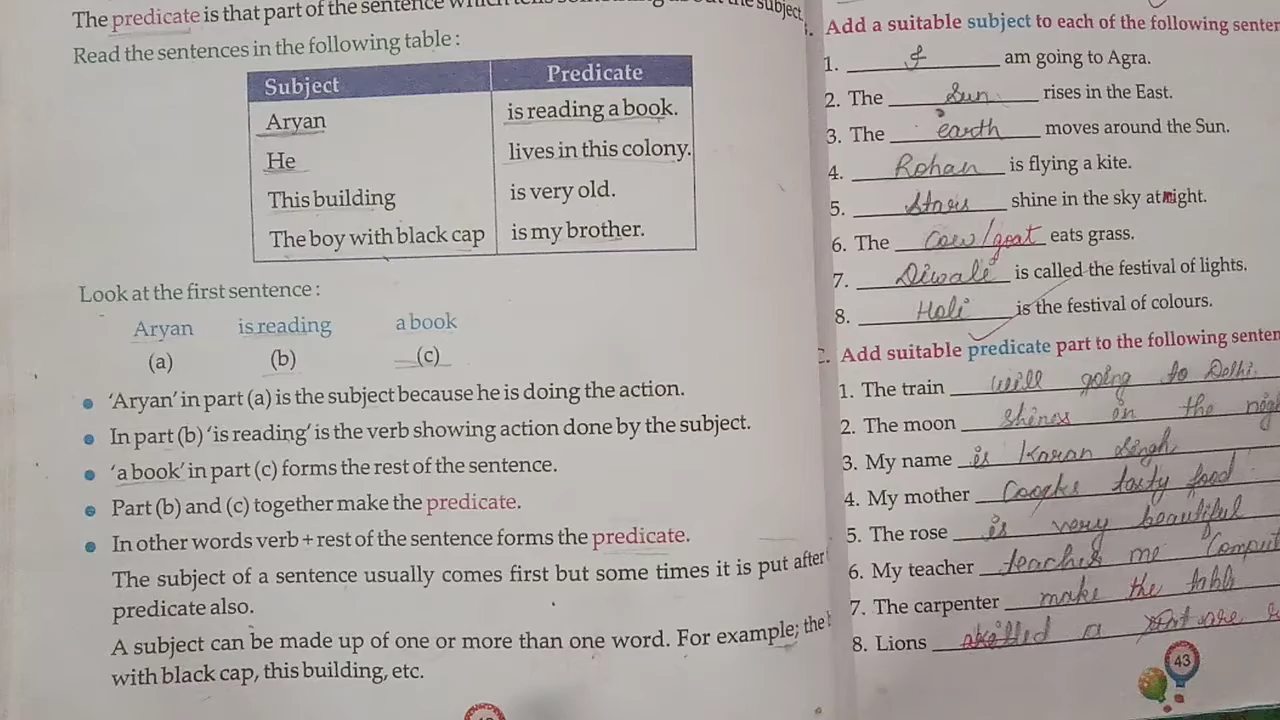 The predicate is that part of the sentence which tells something about the subject.
Read the sentences in the following table :
Subject Predicate
Aryan is reading a book.
He lives in this colony.
This building is very old.
The boy with black cap is my brother.
Look at the first sentence :
Aryan is reading a book
(a) (b) (c)
'Aryan' in part (a) is the subject because he is doing the action.
In part (b) 'is reading' is the verb showing action done by the subject.
'a book' in part (c) forms the rest of the sentence.
Part (b) and (c) together make the predicate.
In other words verb + rest of the sentence forms the predicate.
The subject of a sentence usually comes first but some times it is put after
predicate also.
A subject can be made up of one or more than one word. For example; the
with black cap, this building, etc.
Add a suitable subject to each of the following senten
1. I am going to Agra.
2. The Sun rises in the East.
3. The earth moves around the Sun.
4. Rohan is flying a kite.
5. Stars shine in the sky at night.
6. The Cow/goat eats grass.
7. Diwali is called the festival of lights.
8. Holi is the festival of colours.
C. Add suitable predicate part to the following senten
1. The train will going to Delhi.
2. The moon shines in the nigh
3. My name is Karan Singh
4. My mother Coocks tasty food
5. The rose is very beautiful
6. My teacher teaches me Comput
7. The carpenter make the table
8. Lions a are
43